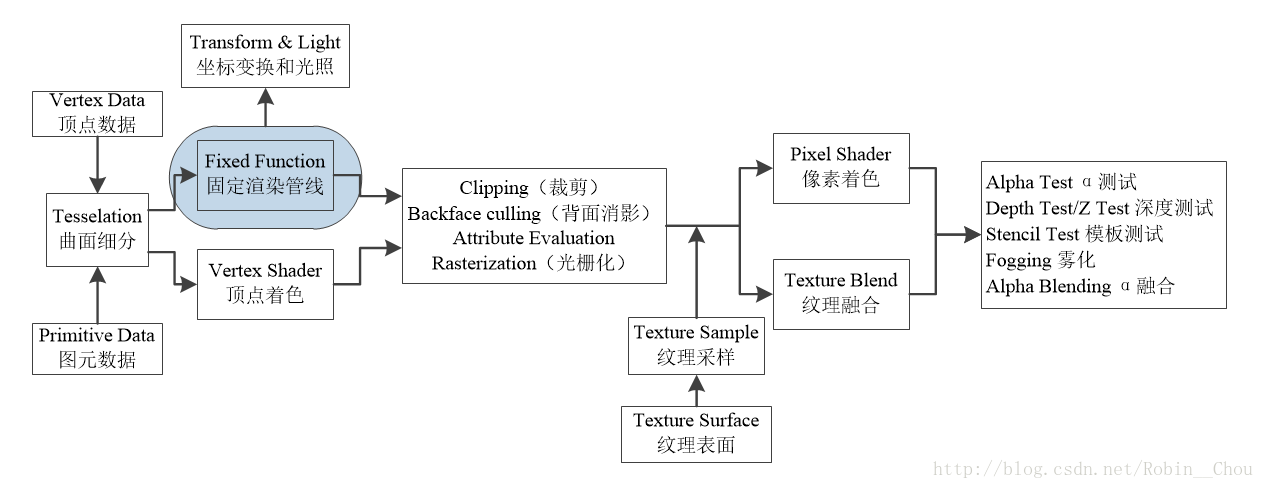 Transform & Light
坐标变换和光照
Vertex Data
顶点数据
Fixed Function
固定渲染管线
Tesselation
曲面细分
Vertex Shader
顶点着色
Primitive Data
图元数据
Clipping（裁剪）
Backface culling（背面消影）
Attribute Evaluation
Rasterization（光栅化）
Texture Sample
纹理采样
Texture Surface
纹理表面
Pixel Shader
像素着色
Texture Blend
纹理融合
Alpha Test α 测试
Depth Test/Z Test 深度测试
Stencil Test 模板测试
Fogging 雾化
Alpha Blending α 融合
http://blog.csdn.net/Robin__Chou